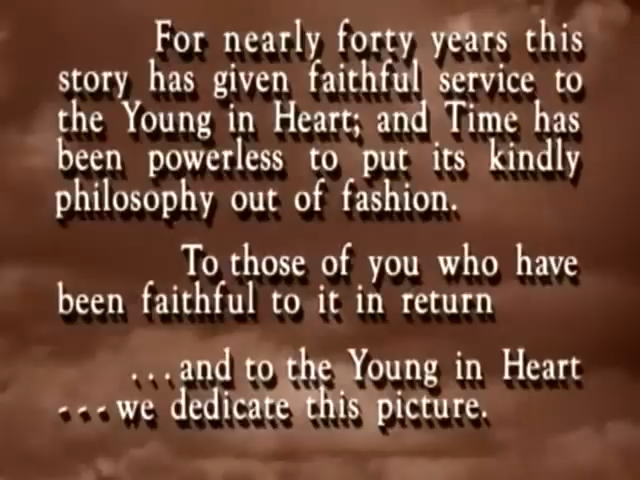 For nearly forty years this
story has given faithful service to
the Young in Heart; and Time has
been powerless to put its kindly
philosophy out of fashion.
To those of you who have
been faithful to it in return
...and to the Young in Heart
---we dedicate this picture.